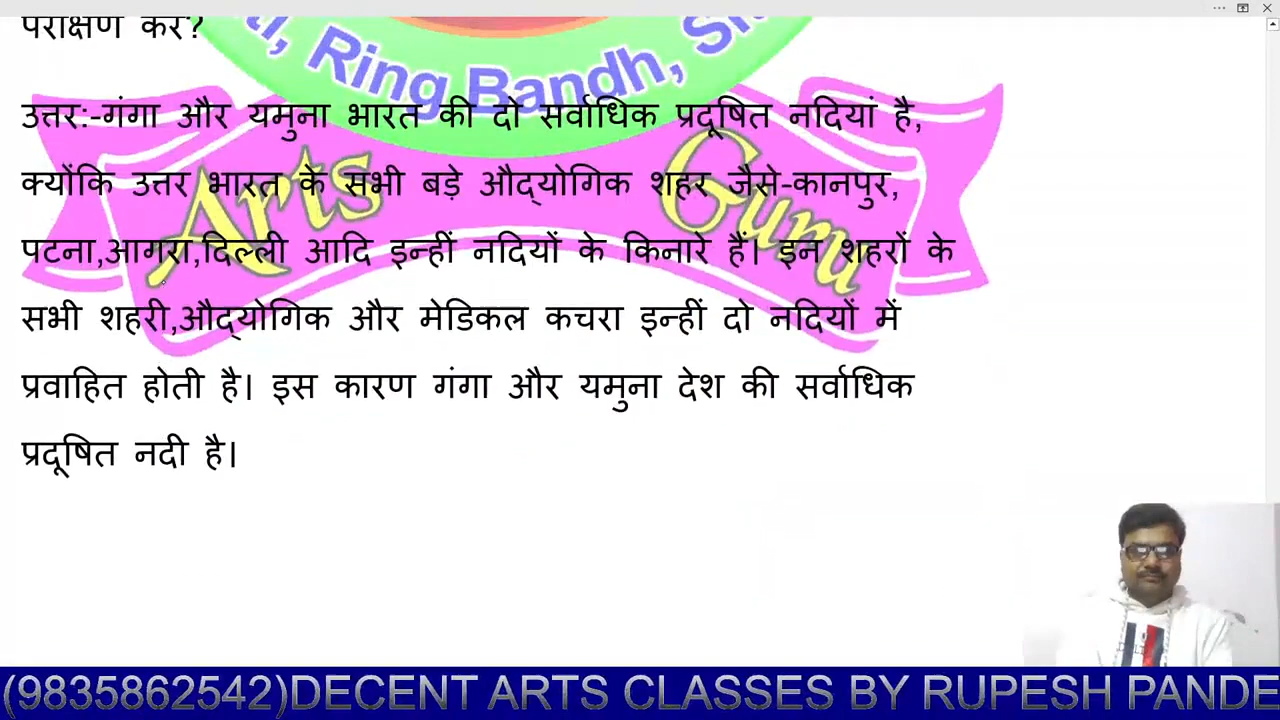 परीक्षण करें?
, Ring Bandh,
उत्तर:-गंगा और यमुना भारत की दो सर्वाधिक प्रदूषित नदियां है,
क्योंकि उत्तर भारत के सभी बड़े औद्योगिक शहर जैसे-कानपुर,
Arts Guru
पटना,आगरा,दिल्ली आदि इन्हीं नदियों के किनारे हैं। इन शहरों के
सभी शहरी,औद्योगिक और मेडिकल कचरा इन्हीं दो नदियों में
प्रवाहित होती है। इस कारण गंगा और यमुना देश की सर्वाधिक
प्रदूषित नदी है।
(9835862542)DECENT ARTS CLASSES BY RUPESH PANDE